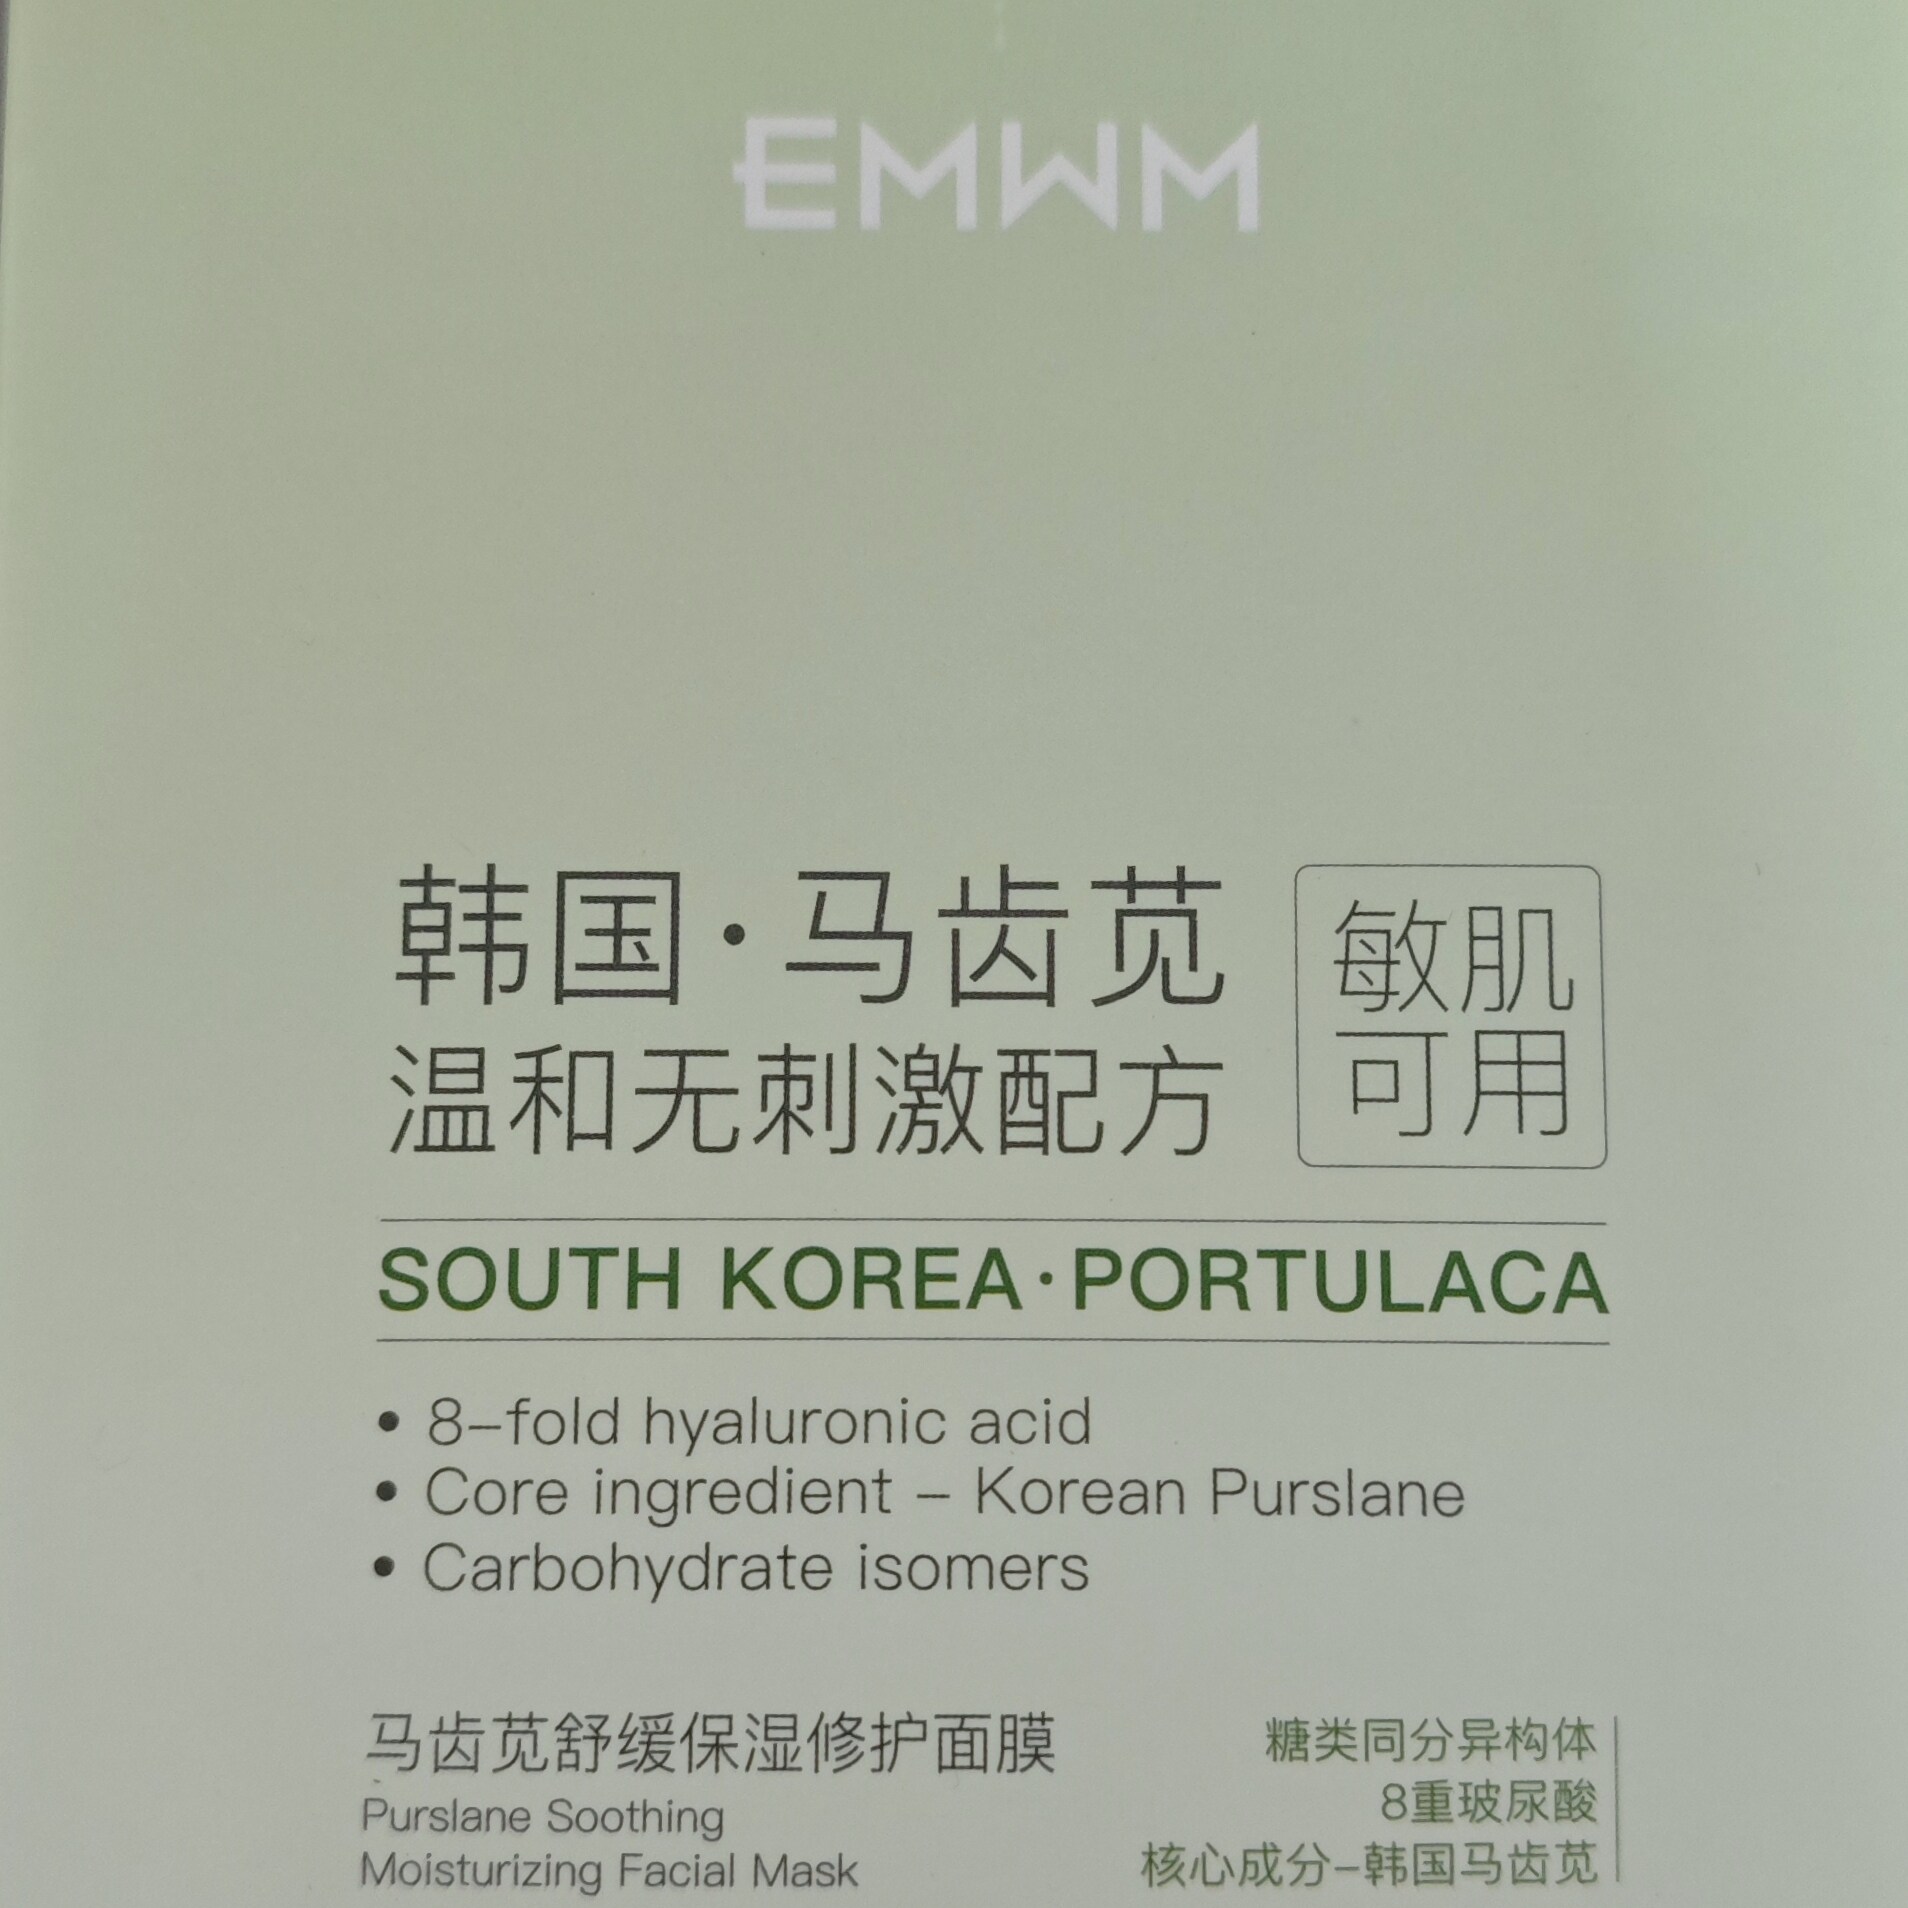 EMWM
韩国·马齿苋
温和无刺激配方
敏肌
可用
SOUTH KOREA·PORTULACA
• 8-fold hyaluronic acid
• Core ingredient - Korean Purslane
• Carbohydrate isomers
马齿苋舒缓保湿修护面膜
Purslane Soothing
Moisturizing Facial Mask
糖类同分异构体
8重玻尿酸
核心成分-韩国马齿苋